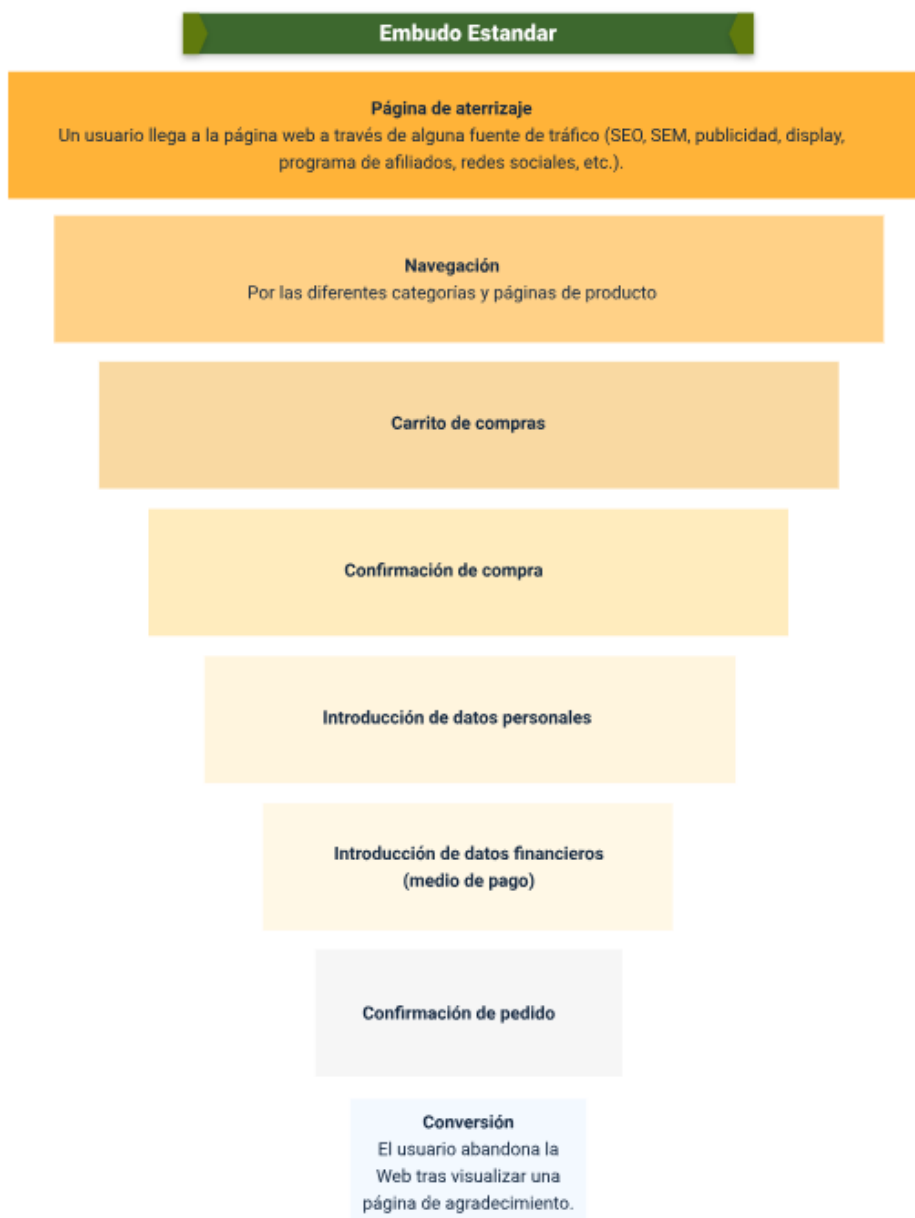 Embudo Estandar
Página de aterrizaje
Un usuario llega a la página web a través de alguna fuente de tráfico (SEO, SEM, publicidad, display,
programa de afiliados, redes sociales, etc.).
Navegación
Por las diferentes categorías y páginas de producto
Carrito de compras
Confirmación de compra
Introducción de datos personales
Introducción de datos financieros
(medio de pago)
Confirmación de pedido
Conversión
El usuario abandona la
Web tras visualizar una
página de agradecimiento.